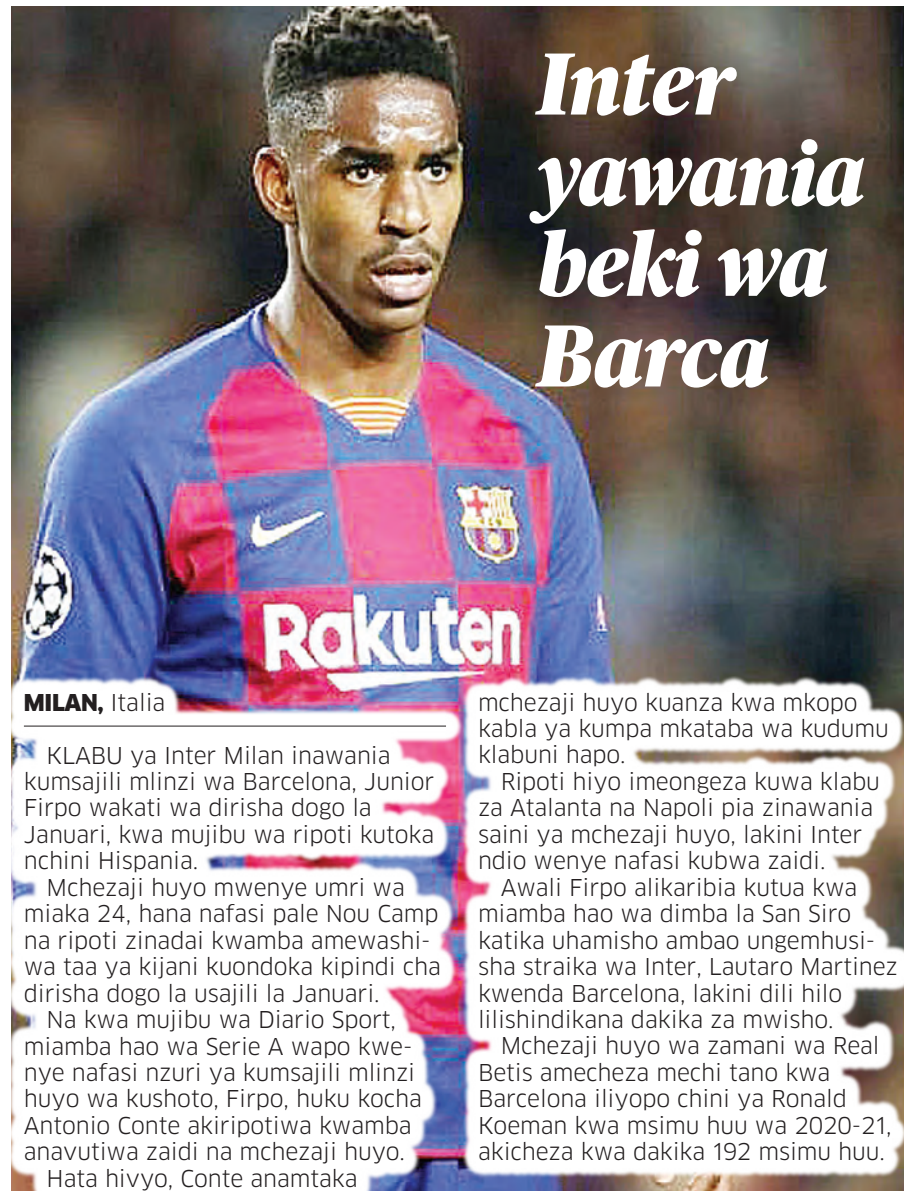 Inter
yawania
beki wa
Barca
Rakuten
MILAN, Italia
KLABU ya Inter Milan inawania
kumsajili mlinzi wa Barcelona, Junior
Firpo wakati wa dirisha dogo la
Januari, kwa mujibu wa ripoti kutoka
nchini Hispania.
Mchezaji huyo mwenye umri wa
miaka 24, hana nafasi pale Nou Camp
na ripoti zinadai kwamba amewashi-
wa taa ya kijani kuondoka kipindi cha
dirisha dogo la usajili la Januari.
Na kwa mujibu wa Diario Sport,
miamba hao wa Serie A wapo kwe-
nye nafasi nzuri ya kumsajili mlinzi
huyo wa kushoto, Firpo, huku kocha
Antonio Conte akiripotiwa kwamba
anavutiwa zaidi na mchezaji huyo.
Hata hivyo, Conte anamtaka
mchezaji huyo kuanza kwa mkopo
kabla ya kumpa mkataba wa kudumu
klabuni hapo.
Ripoti hiyo imeongeza kuwa klabu
za Atalanta na Napoli pia zinawania
saini ya mchezaji huyo, lakini Inter
ndio wenye nafasi kubwa zaidi.
Awali Firpo alikaribia kutua kwa
miamba hao wa dimba la San Siro
katika uhamisho ambao ungemhusi-
sha straika wa Inter, Lautaro Martinez
kwenda Barcelona, lakini dili hilo
lilishindikana dakika za mwisho.
Mchezaji huyo wa zamani wa Real
Betis amecheza mechi tano kwa
Barcelona iliyopo chini ya Ronald
Koeman kwa msimu huu wa 2020-21,
akicheza kwa dakika 192 msimu huu.